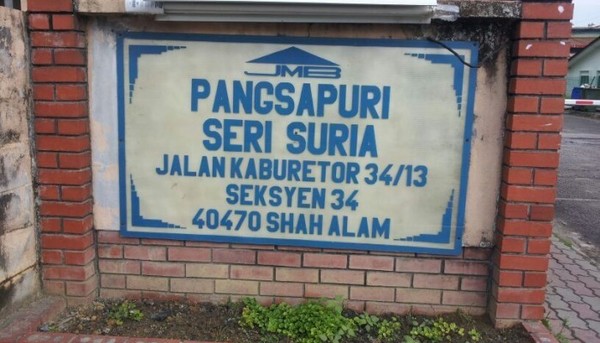 JMB
PANGSAPURI
SERI SURIA
JALAN KABURETOR 34/13
SEKSYEN 34
40470 SHAH ALAM